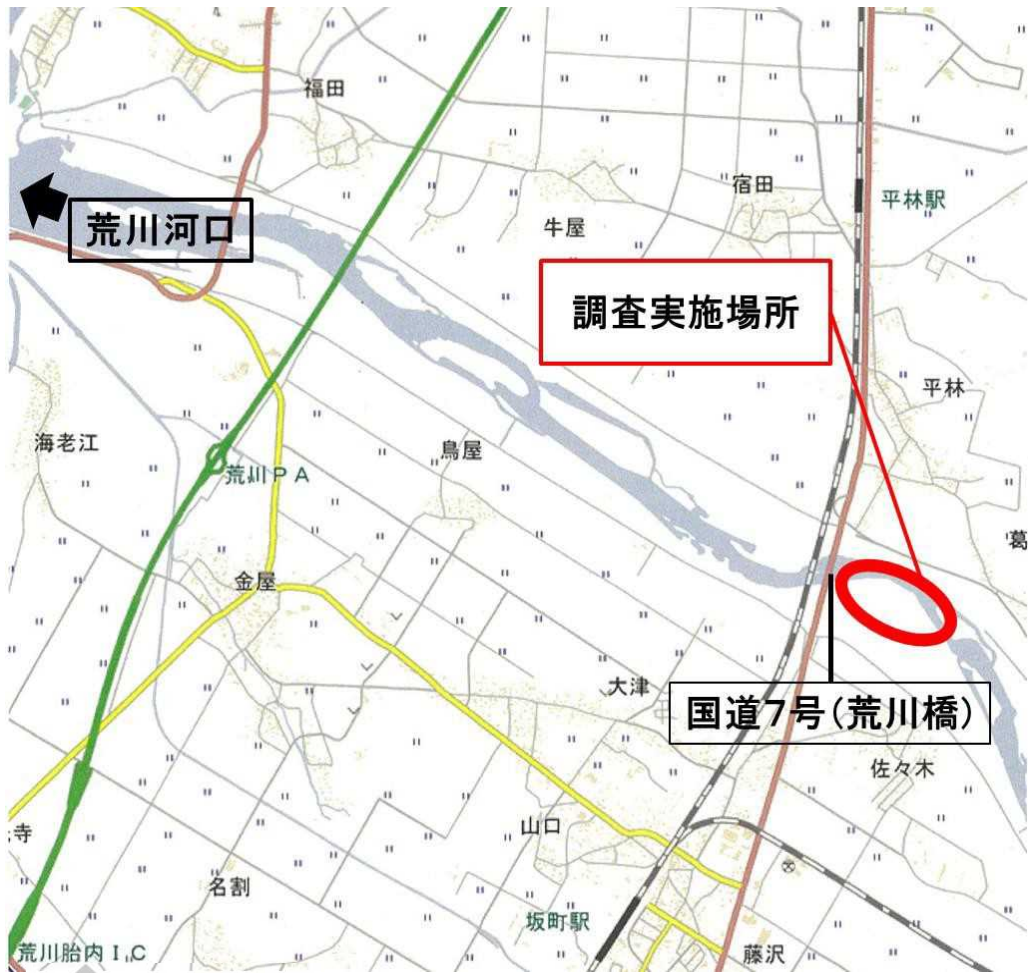 福田
宿田
平林駅
荒川河口
牛屋
調査実施場所
平林
海老江
鳥屋
荒川PA
葛
金屋
大津
国道7号(荒川橋)
佐々木
山口
寺
名割
坂町駅
藤沢
荒川胎内I.C